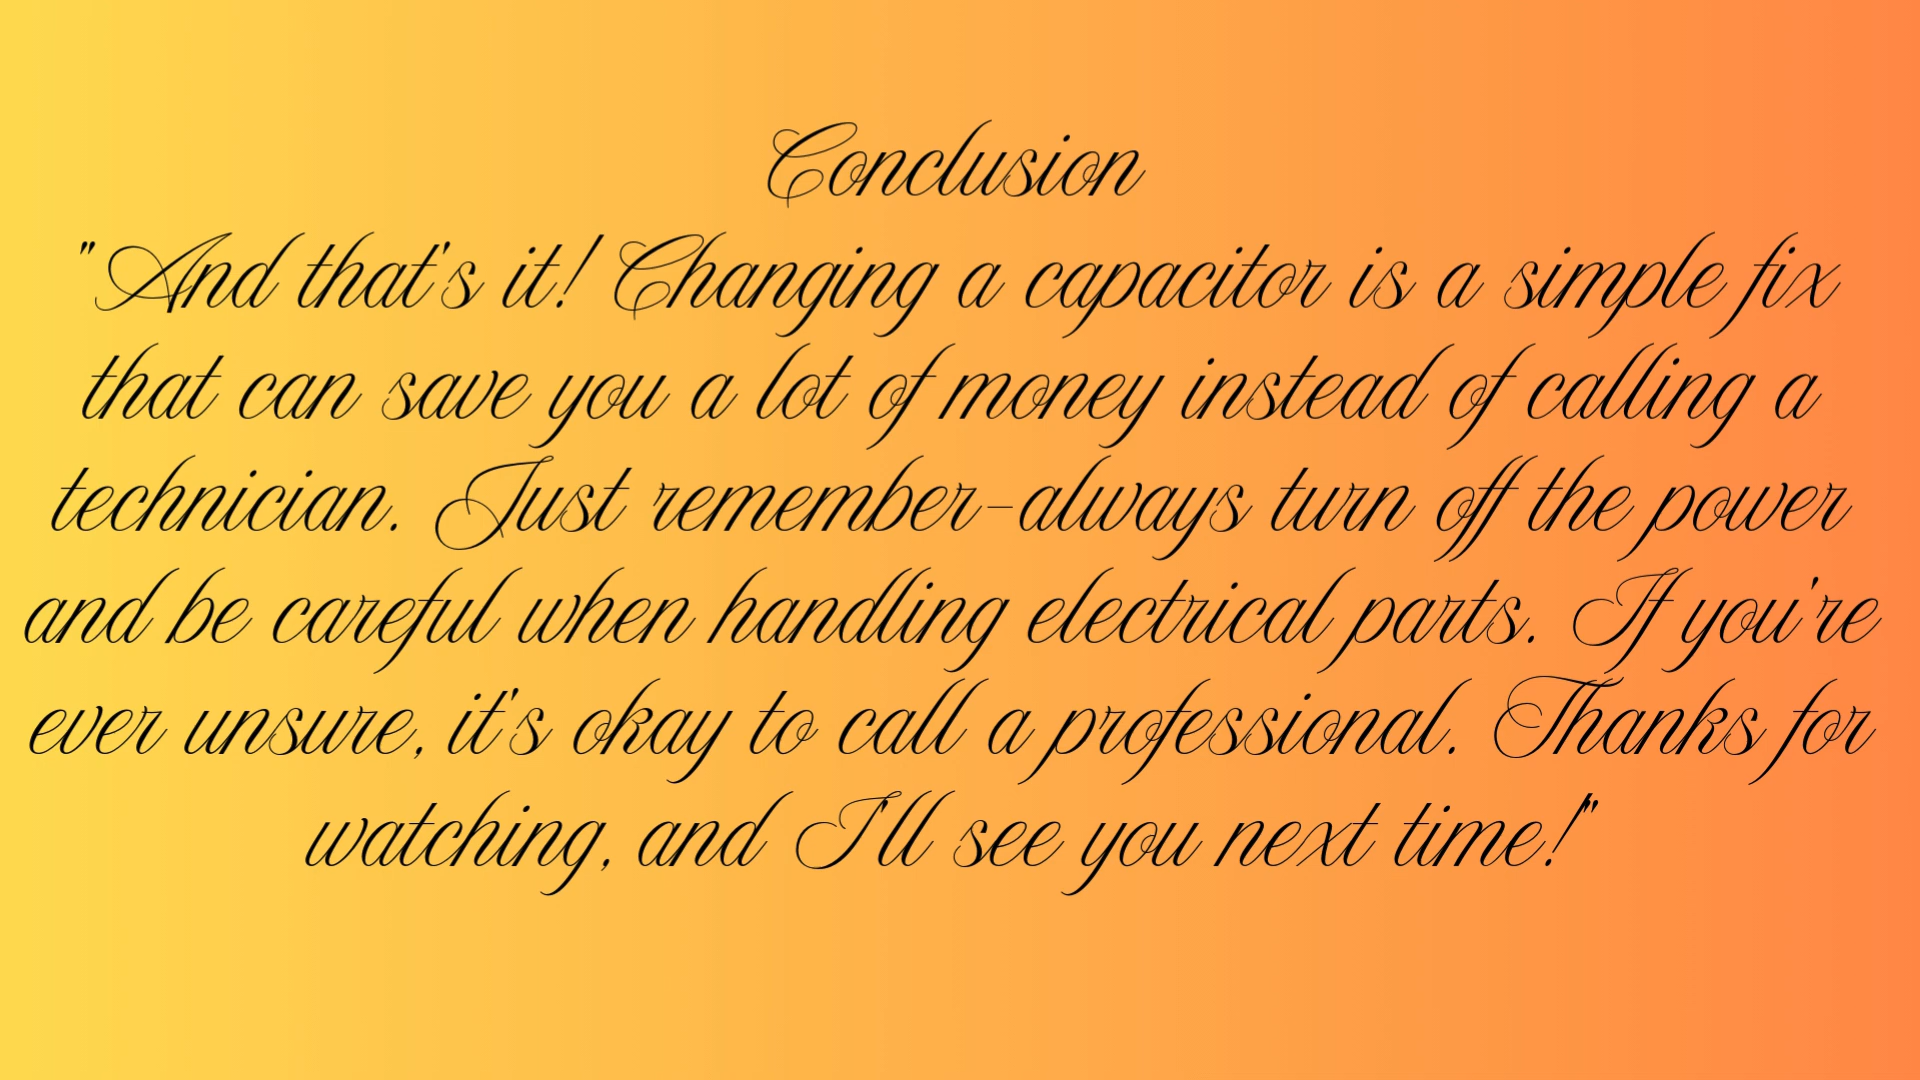 Conclusion
"And that's it! Changing a capacitor is a simple fix
that can save you a lot of money instead of calling a
technician. Just remember-always turn off the power
and be careful when handling electrical parts. If you're
ever unsure, it's okay to call a professional. Thanks for
watching, and I'll see you next time!"